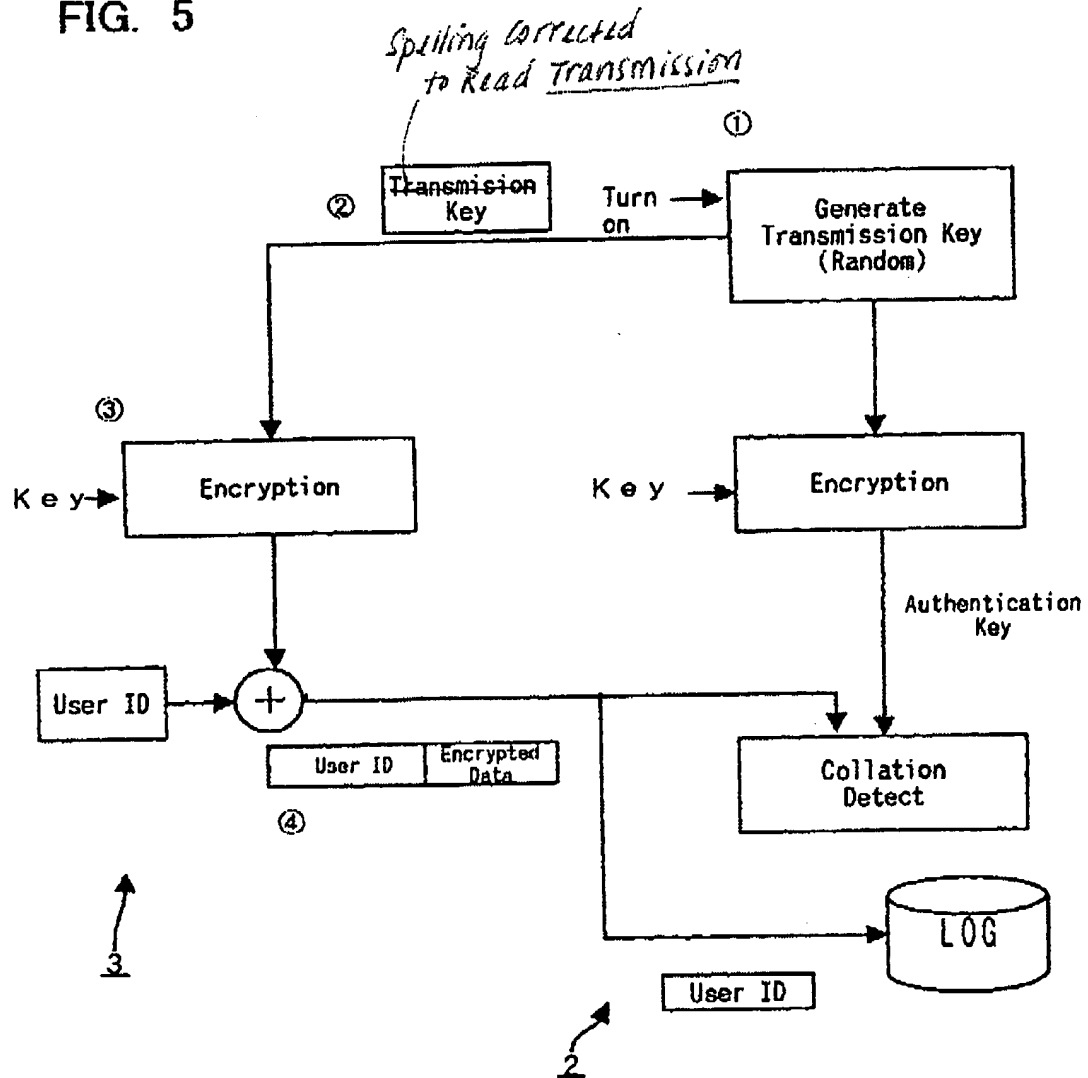 FIG. 5
Spelling corrected
to Read Transmission
①
Transmision
Key
②
Turn
on
Generate
Transmission Key
(Random)
③
Key
Encryption
Key
Encryption
Authentication
Key
User ID
+
User ID
Encrypted
Data
④
Collation
Detect
LOG
User ID
3
2